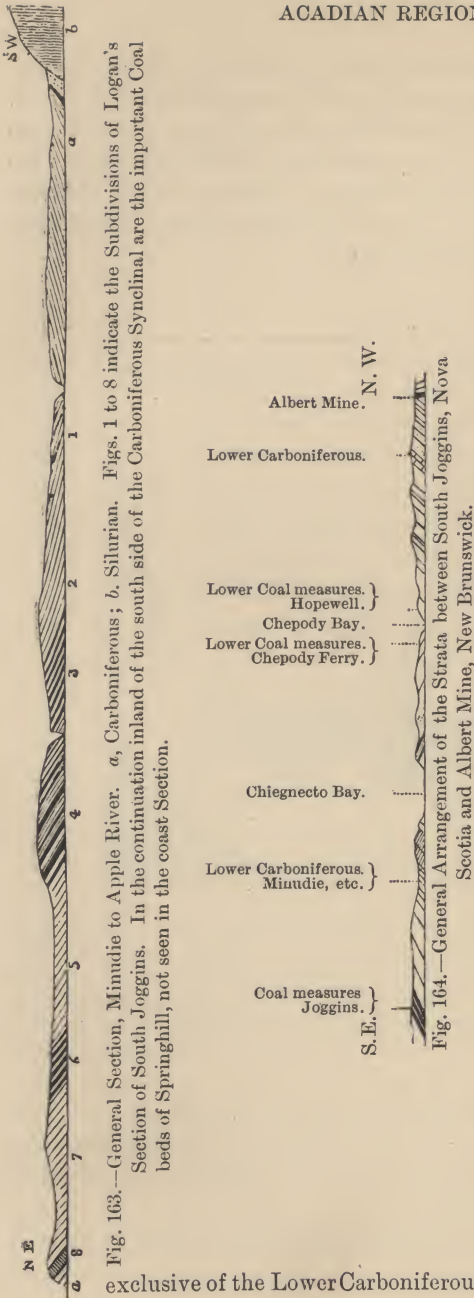 ACADIAN REGION
N E
S W
a 8 7 6 5 4 3 2 1 a b
Fig. 163.—General Section, Minudie to Apple River. a, Carboniferous; b. Silurian. Figs. 1 to 8 indicate the Subdivisions of Logan's
Section of South Joggins. In the continuation inland of the south side of the Carboniferous Synclinal are the important Coal
beds of Springhill, not seen in the coast Section.
S. E.
Coal measures
Joggins.
Lower Carboniferous.
Minudie, etc.
Chiegnecto Bay.
Lower Coal measures.
Chepody Ferry.
Chepody Bay.
Lower Coal measures.
Hopewell.
Lower Carboniferous.
Albert Mine.
N. W.
Fig. 164.—General Arrangement of the Strata between South Joggins, Nova
Scotia and Albert Mine, New Brunswick.
exclusive of the Lower Carboniferou